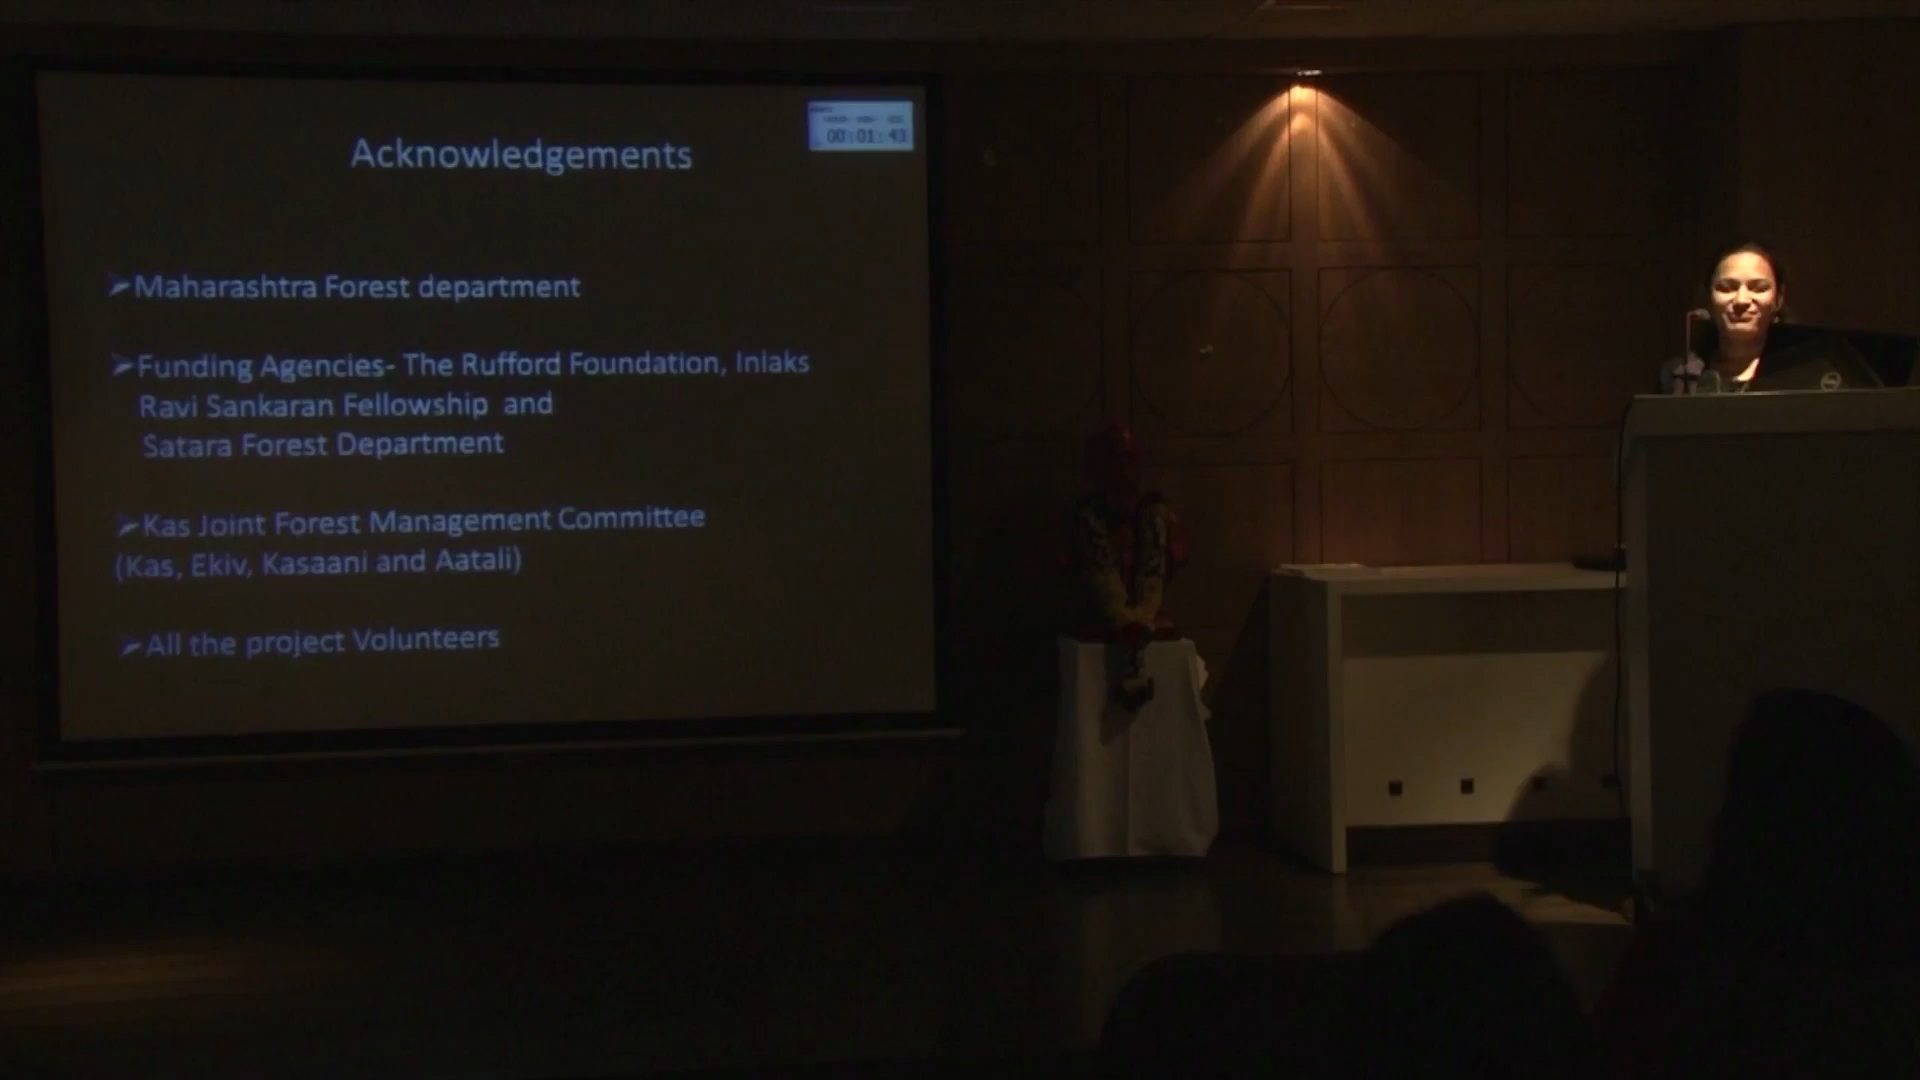 00:01:43
Acknowledgements
➢Maharashtra Forest department
➢Funding Agencies- The Rufford Foundation, Inlaks
Ravi Sankaran Fellowship and
Satara Forest Department
➢Kas Joint Forest Management Committee
(Kas, Ekiv, Kasaani and Aatali)
➢All the project Volunteers